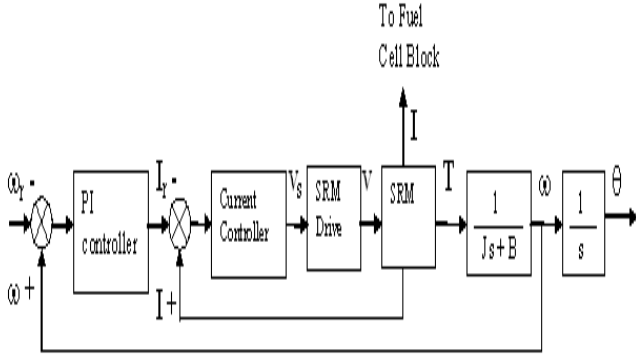 To Fuel
Cell Block
I
ωr -
PI
controller
Ir -
Current
Controller
Vs
SRM
Drive
V
SRM
T
1
Js + B
ω
1
s
θ
ω +
I +